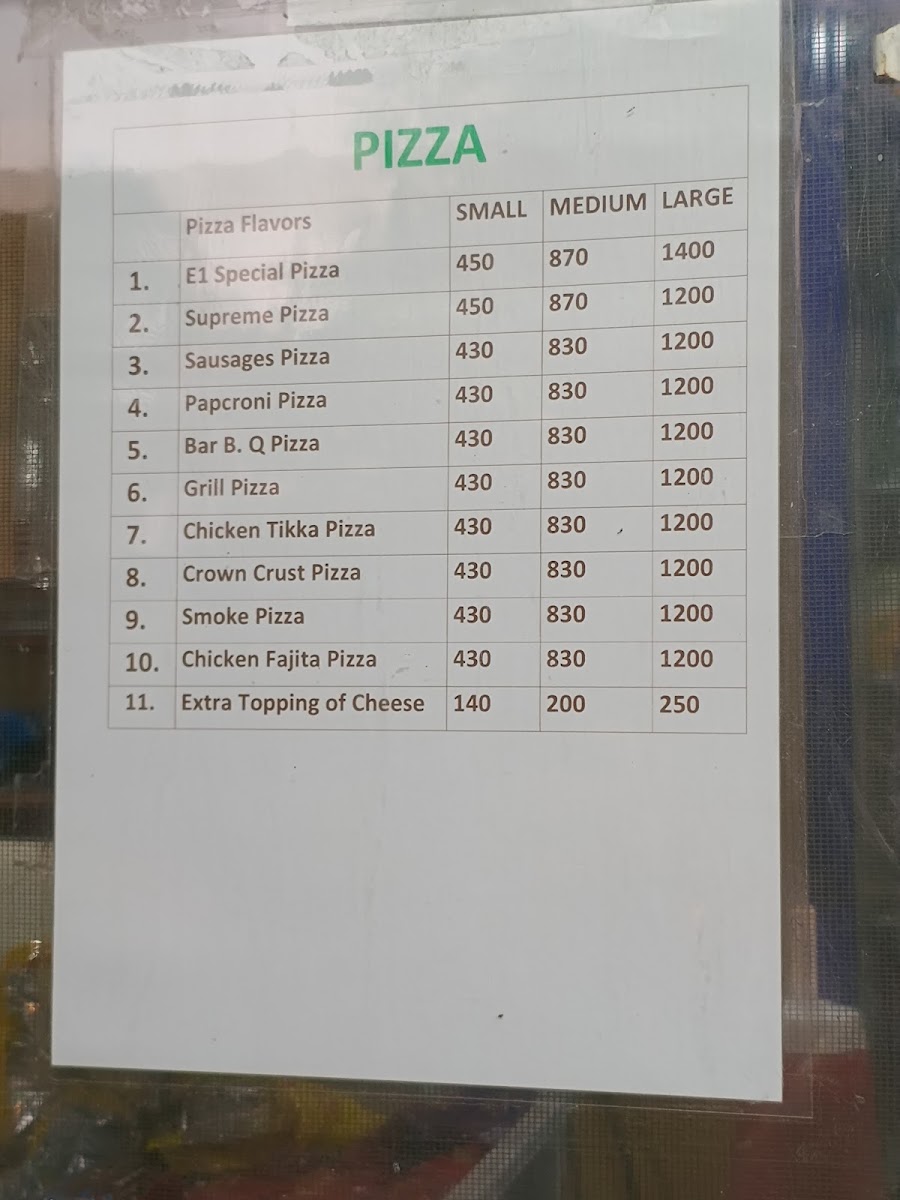 PIZZA
Pizza Flavors SMALL MEDIUM LARGE
1. E1 Special Pizza 450 870 1400
2. Supreme Pizza 450 870 1200
3. Sausages Pizza 430 830 1200
4. Papcroni Pizza 430 830 1200
5. Bar B. Q Pizza 430 830 1200
6. Grill Pizza 430 830 1200
7. Chicken Tikka Pizza 430 830 1200
8. Crown Crust Pizza 430 830 1200
9. Smoke Pizza 430 830 1200
10. Chicken Fajita Pizza 430 830 1200
11. Extra Topping of Cheese 140 200 250